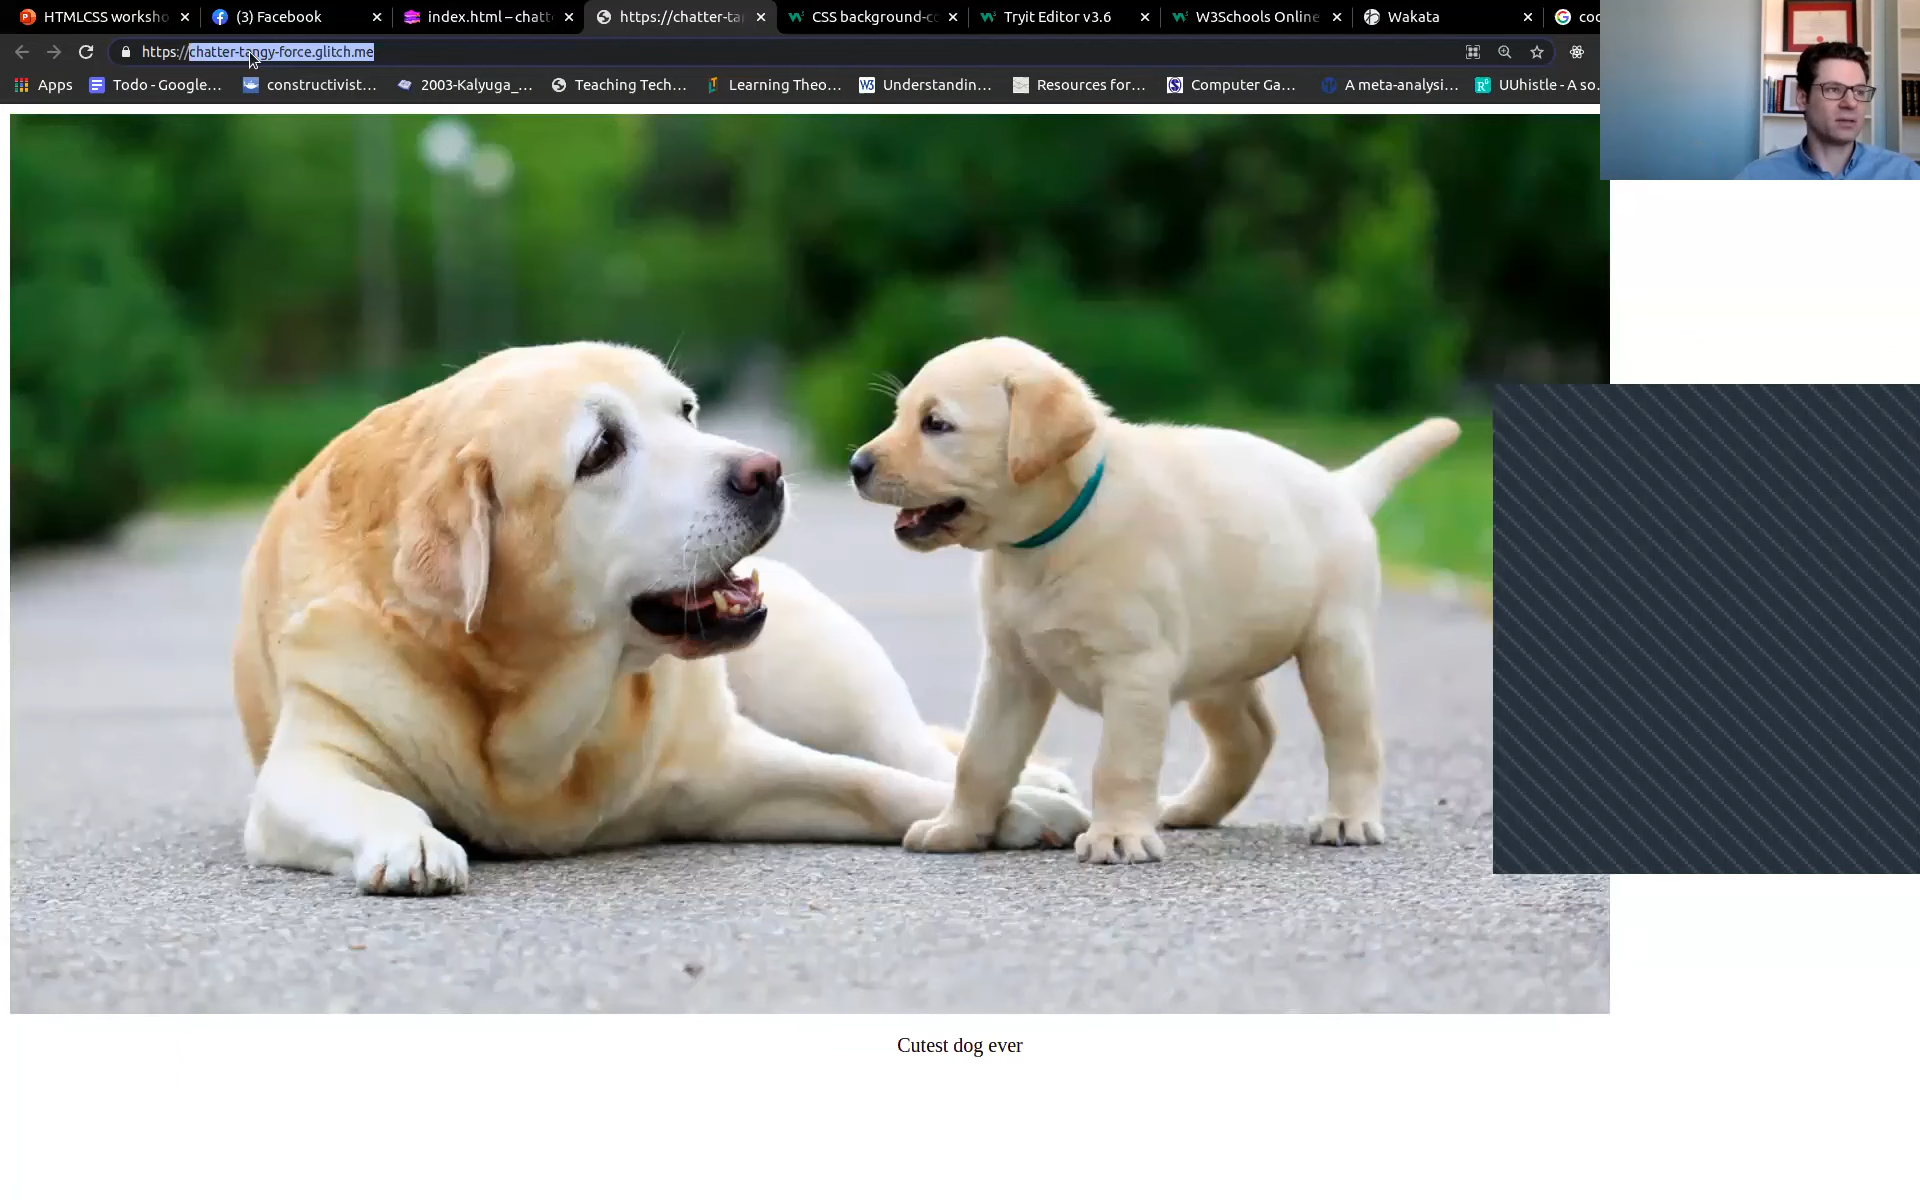 HTMLCSS worksho
(3) Facebook
index.html – chatt
https://chatter-ta
CSS background-co
Tryit Editor v3.6
W3Schools Online
Wakata
coo
https://chatter-tangy-force.glitch.me
Apps
Todo - Google...
constructivist...
2003-Kalyuga_...
Teaching Tech...
Learning Theo...
Understandin...
Resources for...
Computer Ga...
A meta-analysi...
UUhistle - A so...
Cutest dog ever